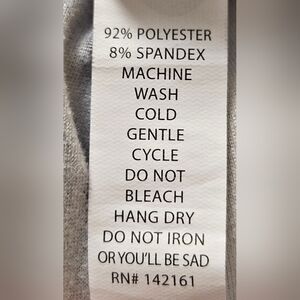 92% POLYESTER
8% SPANDEX
MACHINE
WASH
COLD
GENTLE
CYCLE
DO NOT
BLEACH
HANG DRY
DO NOT IRON
OR YOU'LL BE SAD
RN# 142161